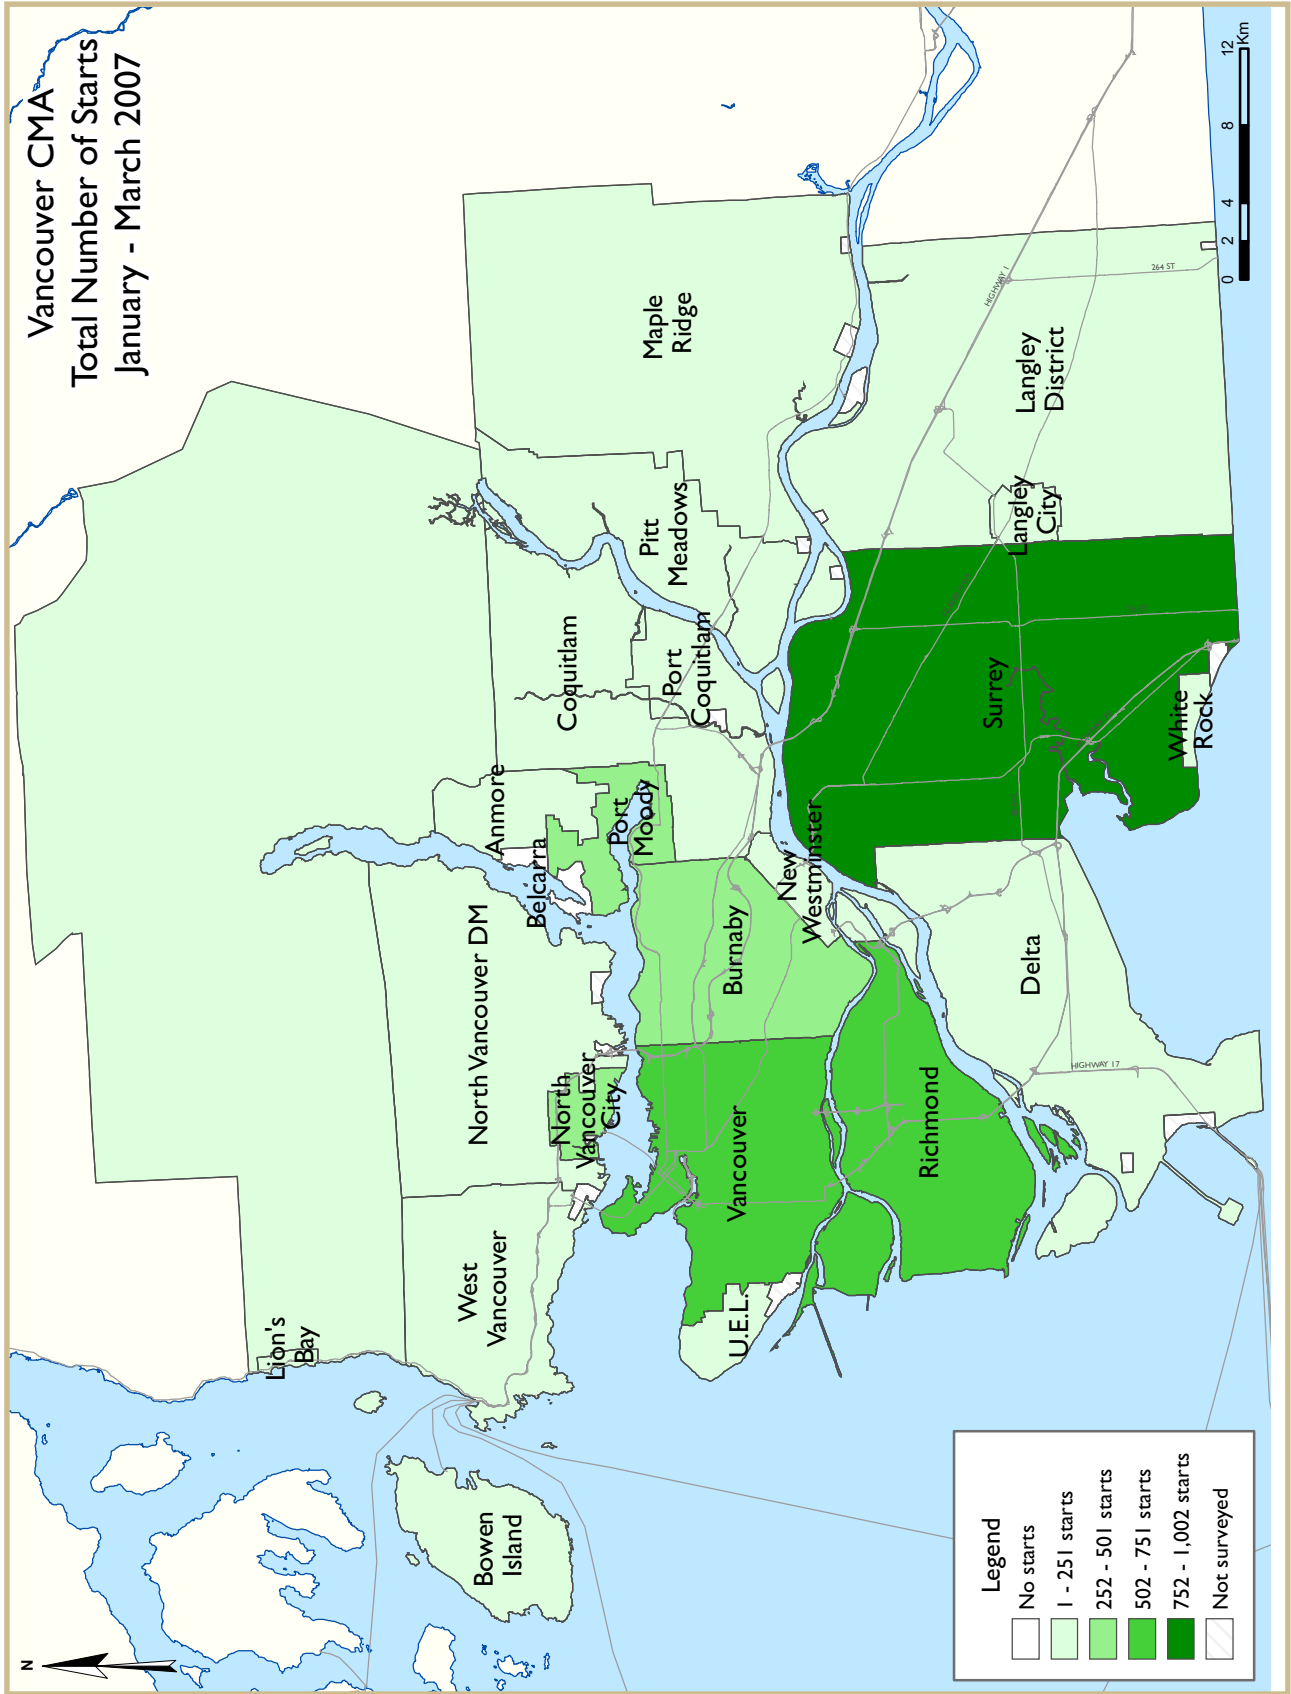 Vancouver CMA
Total Number of Starts
January - March 2007
N
Lion's
Bay
Bowen
Island
West
Vancouver
North Vancouver DM
North
Vancouver
City
Anmore
Belcarra
Port
Moody
Coquitlam
Port
Coquitlam
Pitt
Meadows
Maple
Ridge
U.E.L.
Vancouver
Burnaby
New
Westminster
Richmond
Delta
Surrey
White
Rock
Langley
City
Langley
District
HIGHWAY 1
264 ST
HIGHWAY 17
0 2 4 8 12
Km
Legend
No starts
1 - 251 starts
252 - 501 starts
502 - 751 starts
752 - 1,002 starts
Not surveyed